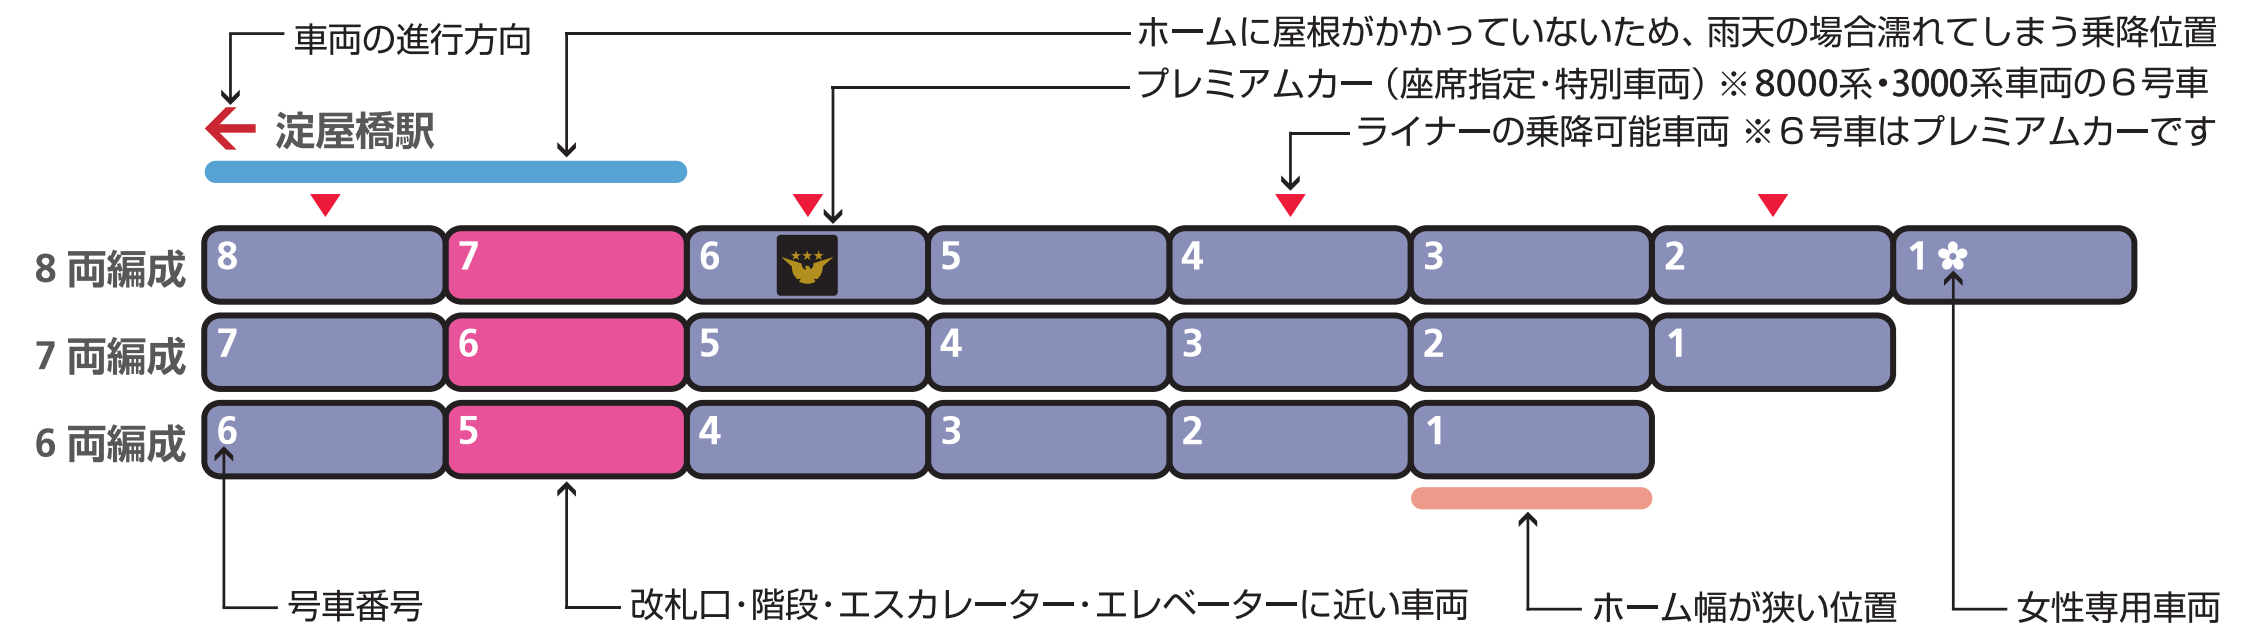 車両の進行方向
ホームに屋根がかかっていないため、雨天の場合濡れてしまう乗降位置
プレミアムカー（座席指定・特別車両）※8000系・3000系車両の６号車
淀屋橋駅
ライナーの乗降可能車両 ※６号車はプレミアムカーです
8両編成 8 7 6 5 4 3 2 1
7両編成 7 6 5 4 3 2 1
6両編成 6 5 4 3 2 1
号車番号
改札口・階段・エスカレーター・エレベーターに近い車両
ホーム幅が狭い位置
女性専用車両